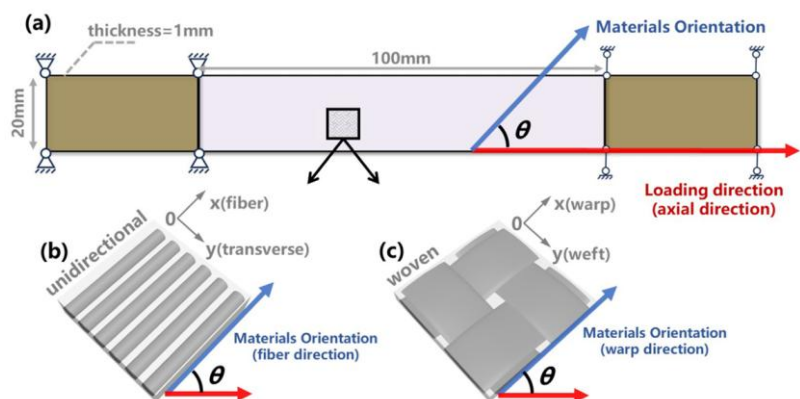 (a)
thickness=1mm
100mm
Materials Orientation
20mm
θ
Loading direction
(axial direction)
(b)
unidirectional
0
x(fiber)
y(transverse)
Materials Orientation
(fiber direction)
θ
(c)
woven
0
x(warp)
y(weft)
Materials Orientation
(warp direction)
θ